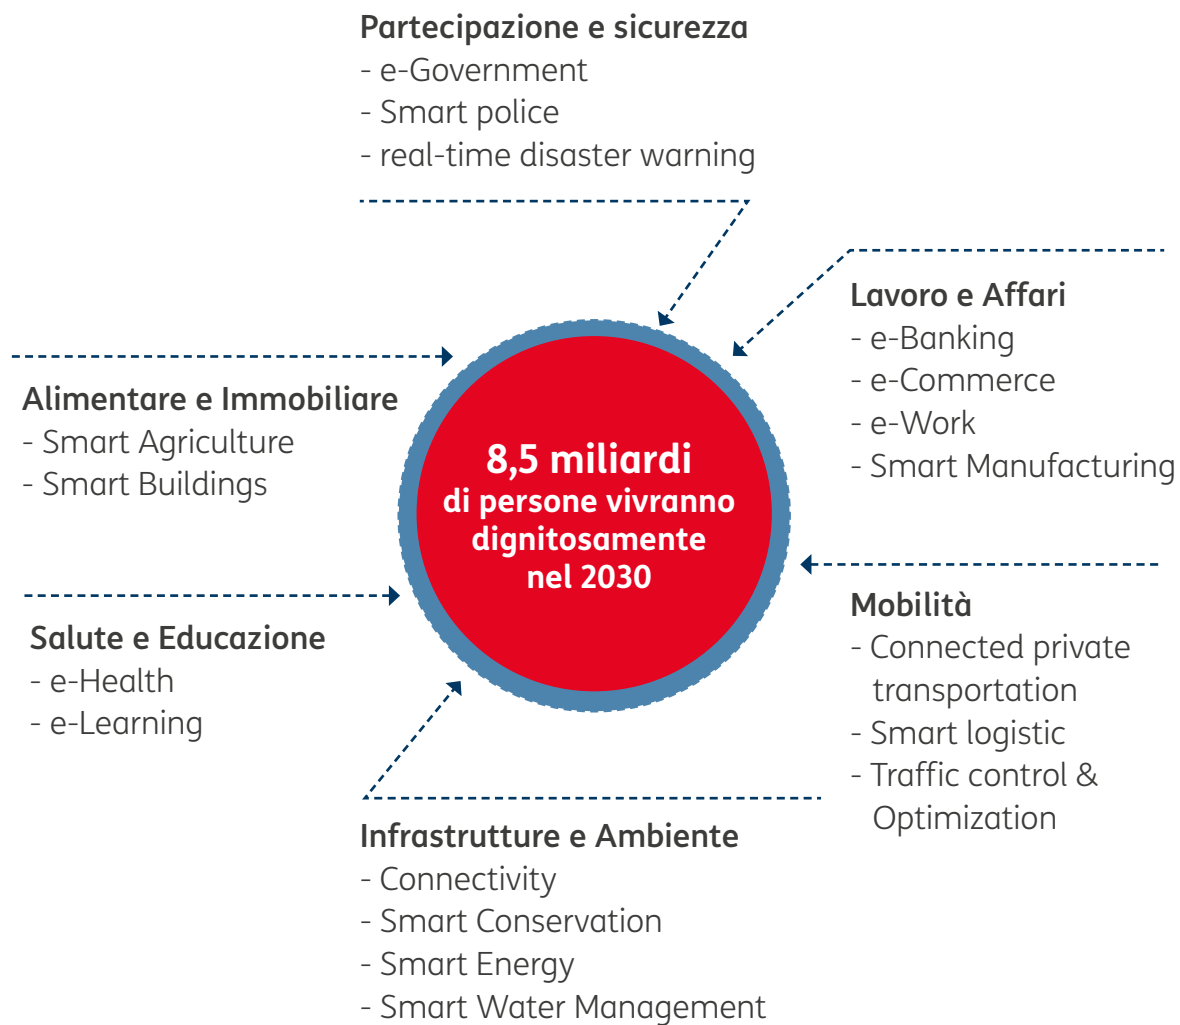 Partecipazione e sicurezza
- e-Government
- Smart police
- real-time disaster warning
Lavoro e Affari
- e-Banking
- e-Commerce
- e-Work
- Smart Manufacturing
Alimentare e Immobiliare
- Smart Agriculture
- Smart Buildings
8,5 miliardi
di persone vivranno
dignitosamente
nel 2030
Mobilità
- Connected private
transportation
- Smart logistic
- Traffic control &
Optimization
Salute e Educazione
- e-Health
- e-Learning
Infrastrutture e Ambiente
- Connectivity
- Smart Conservation
- Smart Energy
- Smart Water Management